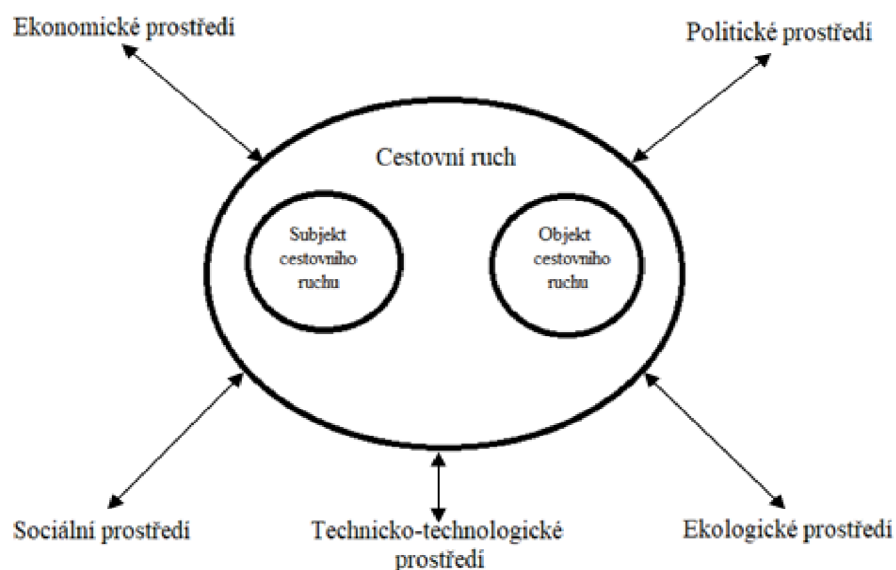 Ekonomické prostředí
Politické prostředí
Cestovní ruch
Subjekt
cestovního
ruchu
Objekt
cestovního
ruchu
Sociální prostředí
Technicko-technologické
prostředí
Ekologické prostředí